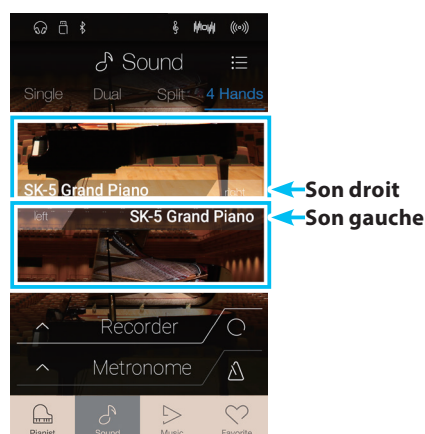 Sound
Single Dual Split 4 Hands
SK-5 Grand Piano right
Son droit
left SK-5 Grand Piano
Son gauche
Recorder
Metronome
Pianist Sound Music Favorite